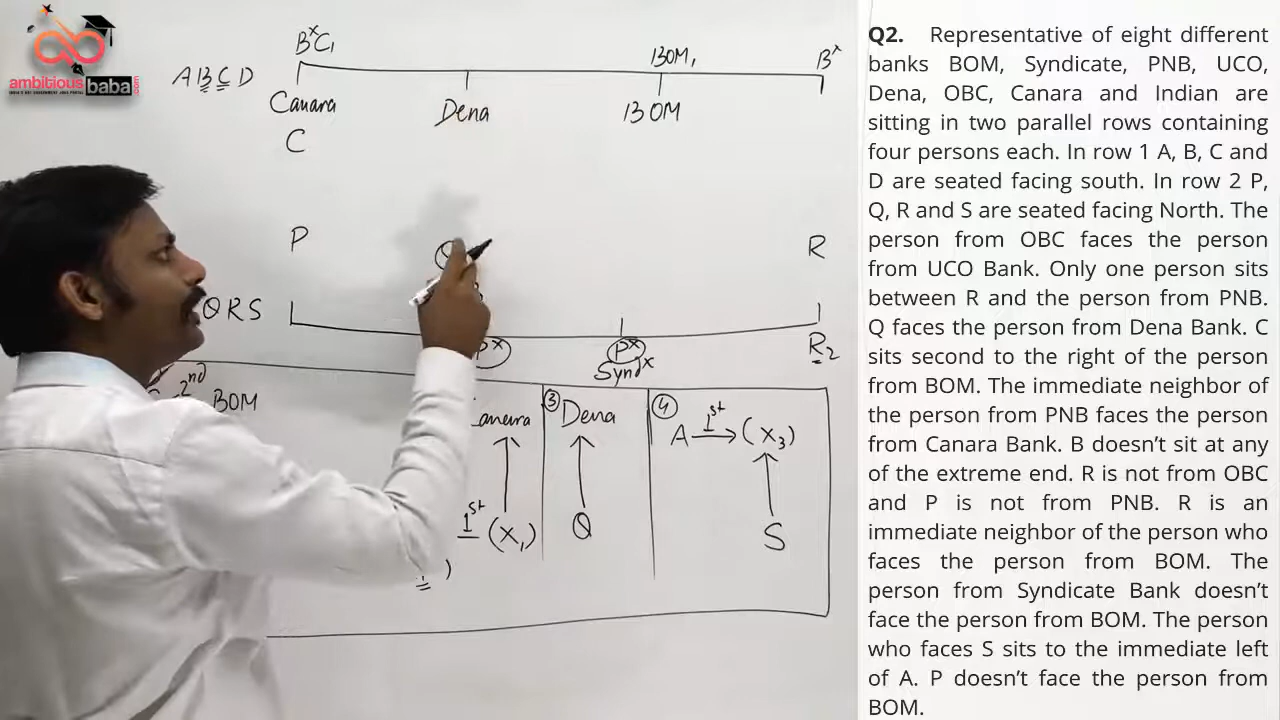 B×C₁
BOM₁
B×
A B C D
ambitiousbaba.com
Canara
Dena
BOM
C
P
R
Q R S
P×
P×
R₂
Synd×
2nd
BOM
③ Dena
④
1st
A → (X₃)
1st
(X₁)
Q
S
Q2. Representative of eight different
banks BOM, Syndicate, PNB, UCO,
Dena, OBC, Canara and Indian are
sitting in two parallel rows containing
four persons each. In row 1 A, B, C and
D are seated facing south. In row 2 P,
Q, R and S are seated facing North. The
person from OBC faces the person
from UCO Bank. Only one person sits
between R and the person from PNB.
Q faces the person from Dena Bank. C
sits second to the right of the person
from BOM. The immediate neighbor of
the person from PNB faces the person
from Canara Bank. B doesn't sit at any
of the extreme end. R is not from OBC
and P is not from PNB. R is an
immediate neighbor of the person who
faces the person from BOM. The
person from Syndicate Bank doesn't
face the person from BOM. The person
who faces S sits to the immediate left
of A. P doesn't face the person from
BOM.